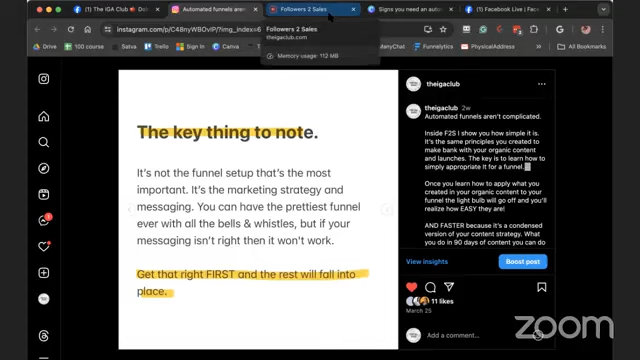 The IGA Club
Automated funnels aren't
Followers 2 Sales
Signs you need an autom
Facebook Live | Facebo
instagram.com/p/C48nyWBOvIP/?img_index=6
Followers 2 Sales
theigaclub.com
Memory usage: 112 MB
Desktop
100 course
Santa
Trello
Sign In
ManyChat
Funnelytics
PhysicalAddress
The key thing to note.
It's not the funnel setup that's the most
important. It's the marketing strategy and
messaging. You can have the prettiest funnel
ever with all the bells & whistles, but if your
messaging isn't right then it won't work.
Get that right FIRST and the rest will fall into
place.
theigaclub
theigaclub 2w
Automated funnels aren't complicated.
Inside F2S I show you how simple it is.
It's the same principles you created to
make bank with your organic content
and launches. The key is to learn how to
simply appropriate it for a funnel.
Once you learn how to apply what you
created in your organic content to your
funnel the light bulb will go off and you'll
realize how EASY they are!
AND FASTER because it's a condensed
version of your content strategy. What
you do in 90 days of content you can do
View insights
Boost post
11 likes
March 25
Add a comment...
zoom